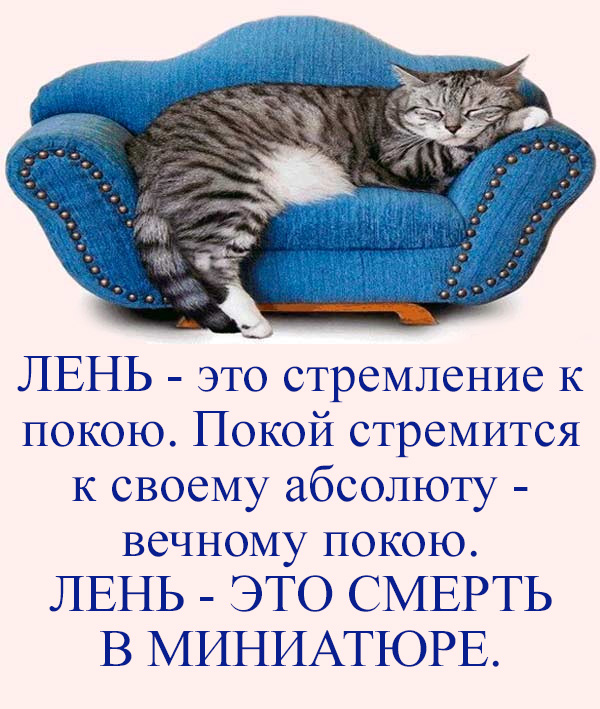 ЛЕНЬ - это стремление к
покою. Покой стремится
к своему абсолюту -
вечному покою.
ЛЕНЬ - ЭТО СМЕРТЬ
В МИНИАТЮРЕ.